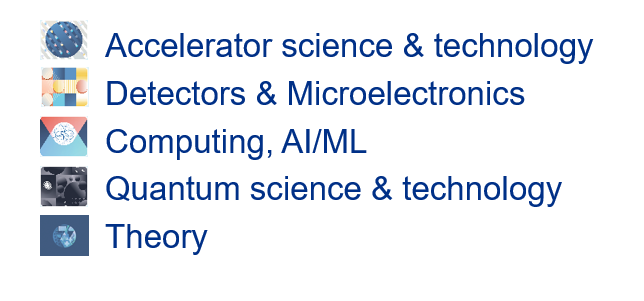 Accelerator science & technology
Detectors & Microelectronics
Computing, AI/ML
Quantum science & technology
Theory